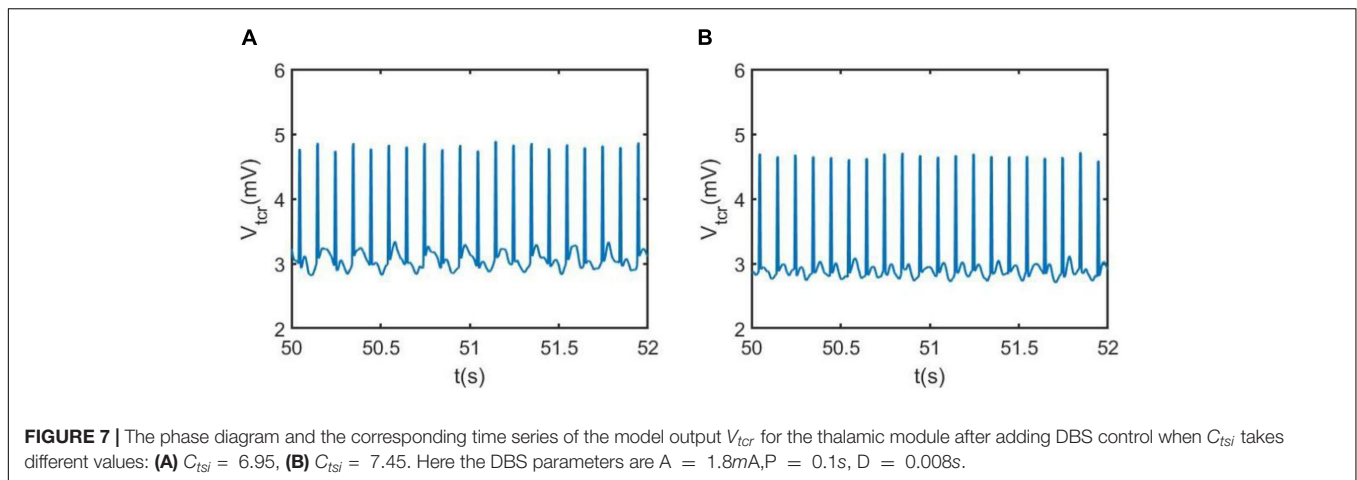 A
B
6
5
4
3
2
V_tcr(mV)
50
50.5
51
51.5
52
t(s)
6
5
4
3
2
V_tcr(mV)
50
50.5
51
51.5
52
t(s)
FIGURE 7 | The phase diagram and the corresponding time series of the model output V_tcr for the thalamic module after adding DBS control when C_tsi takes
different values: (A) C_tsi = 6.95, (B) C_tsi = 7.45. Here the DBS parameters are A = 1.8mA,P = 0.1s, D = 0.008s.